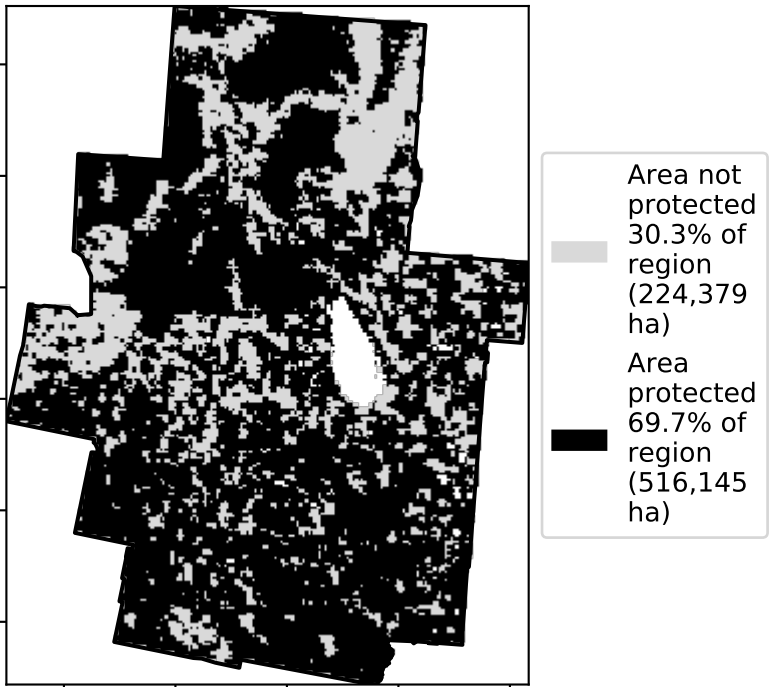 Area not
protected
30.3% of
region
(224,379
ha)
Area
protected
69.7% of
region
(516,145
ha)